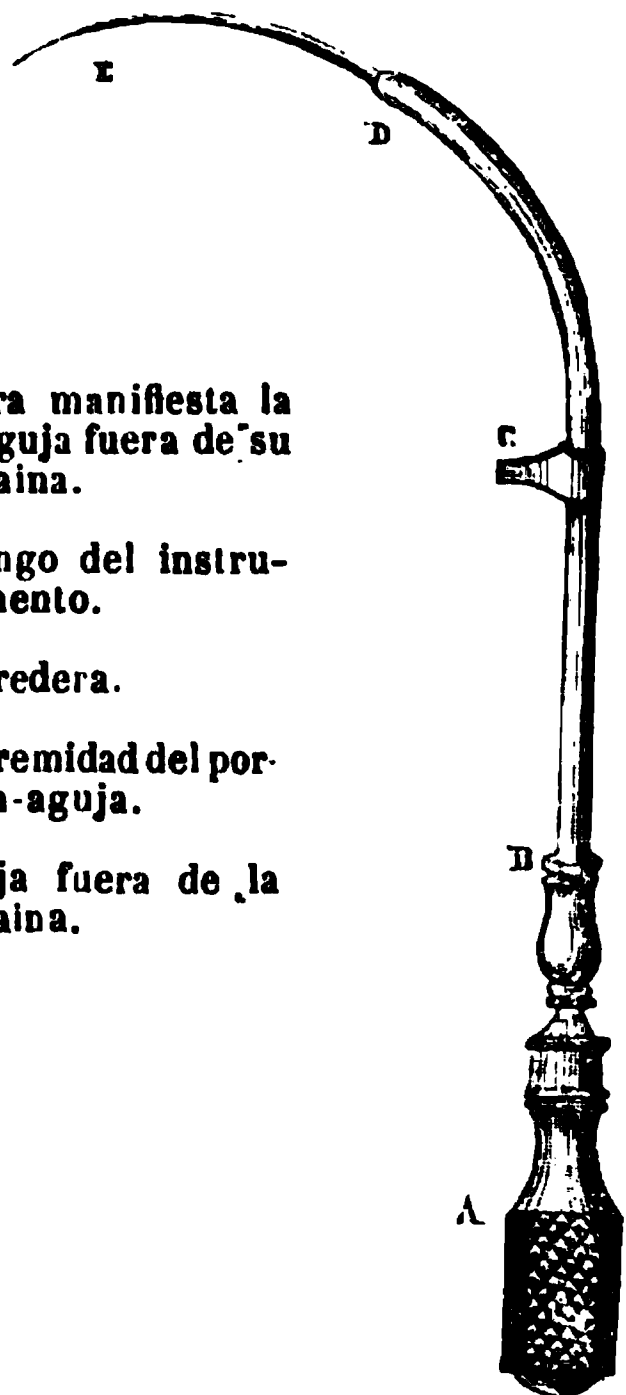 ra manifiesta la
guja fuera de su
aina.
ngo del instru-
nento.
redera.
remidad del por-
a-aguja.
ja fuera de la
aina.
E
D
C
B
A